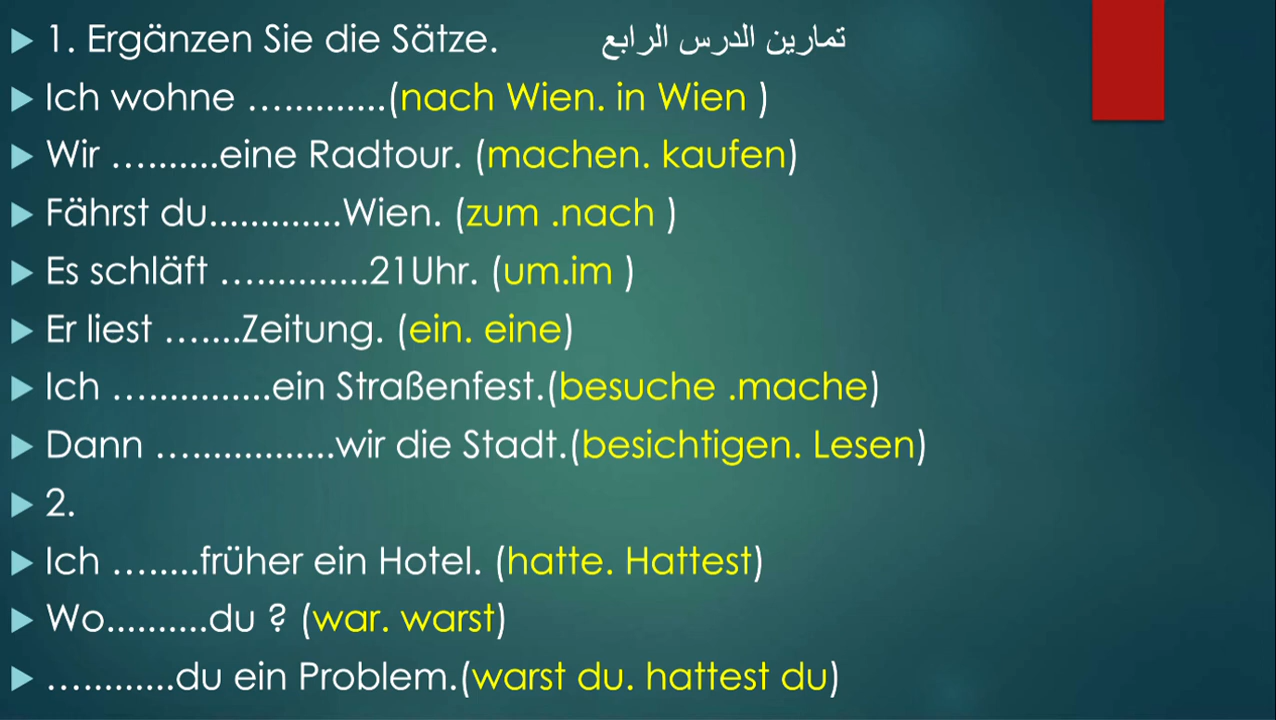 1. Ergänzen Sie die Sätze. تمارين الدرس الرابع
Ich wohne ….........(nach Wien. in Wien )
Wir ….......eine Radtour. (machen. kaufen)
Fährst du.............Wien. (zum .nach )
Es schläft ….........21Uhr. (um.im )
Er liest …....Zeitung. (ein. eine)
Ich ….............ein Straßenfest.(besuche .mache)
Dann ….............wir die Stadt.(besichtigen. Lesen)
2.
Ich ….....früher ein Hotel. (hatte. Hattest)
Wo..........du ? (war. warst)
….........du ein Problem.(warst du. hattest du)